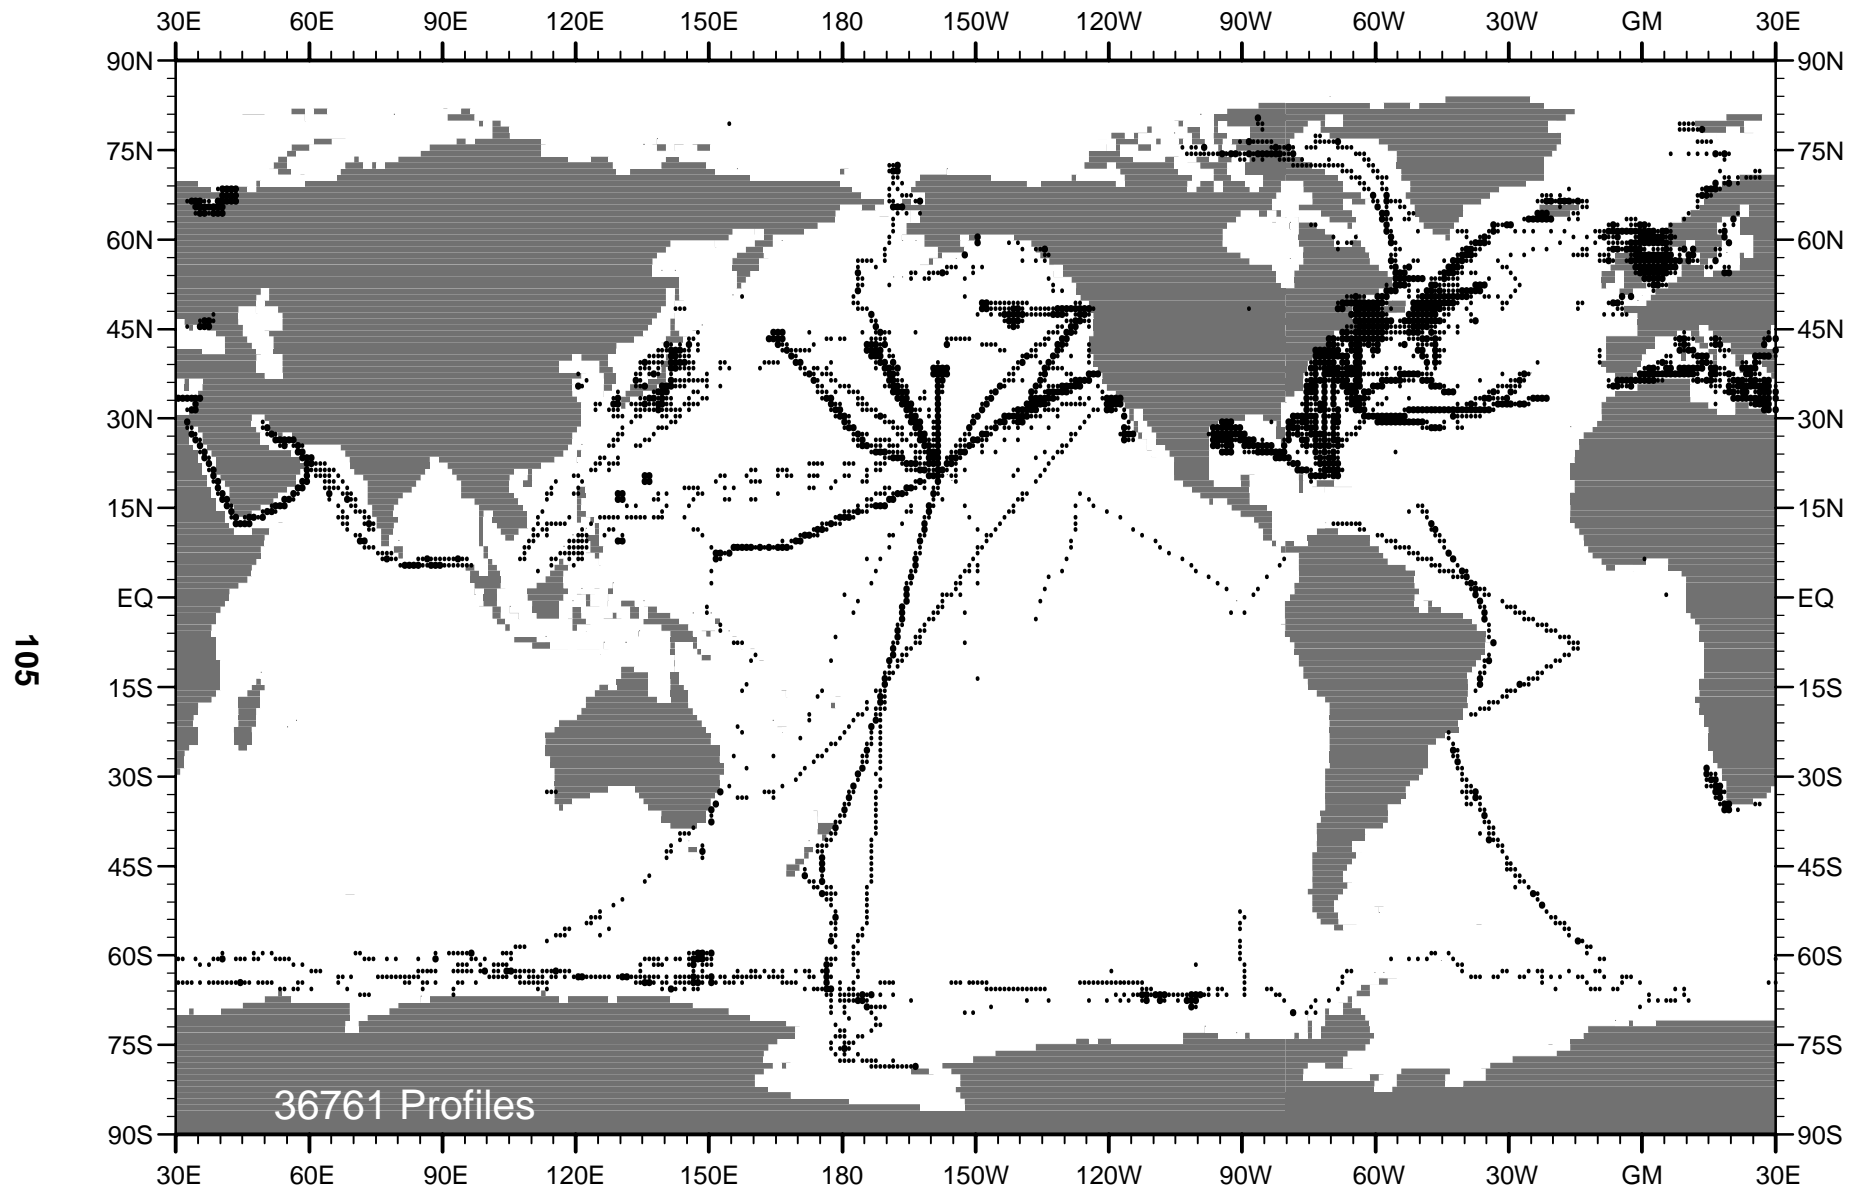 30E 60E 90E 120E 150E 180 150W 120W 90W 60W 30W GM 30E
90N 90N
75N 75N
60N 60N
45N 45N
30N 30N
15N 15N
EQ EQ
105
15S 15S
30S 30S
45S 45S
60S 60S
75S 75S
36761 Profiles
90S 90S
30E 60E 90E 120E 150E 180 150W 120W 90W 60W 30W GM 30E